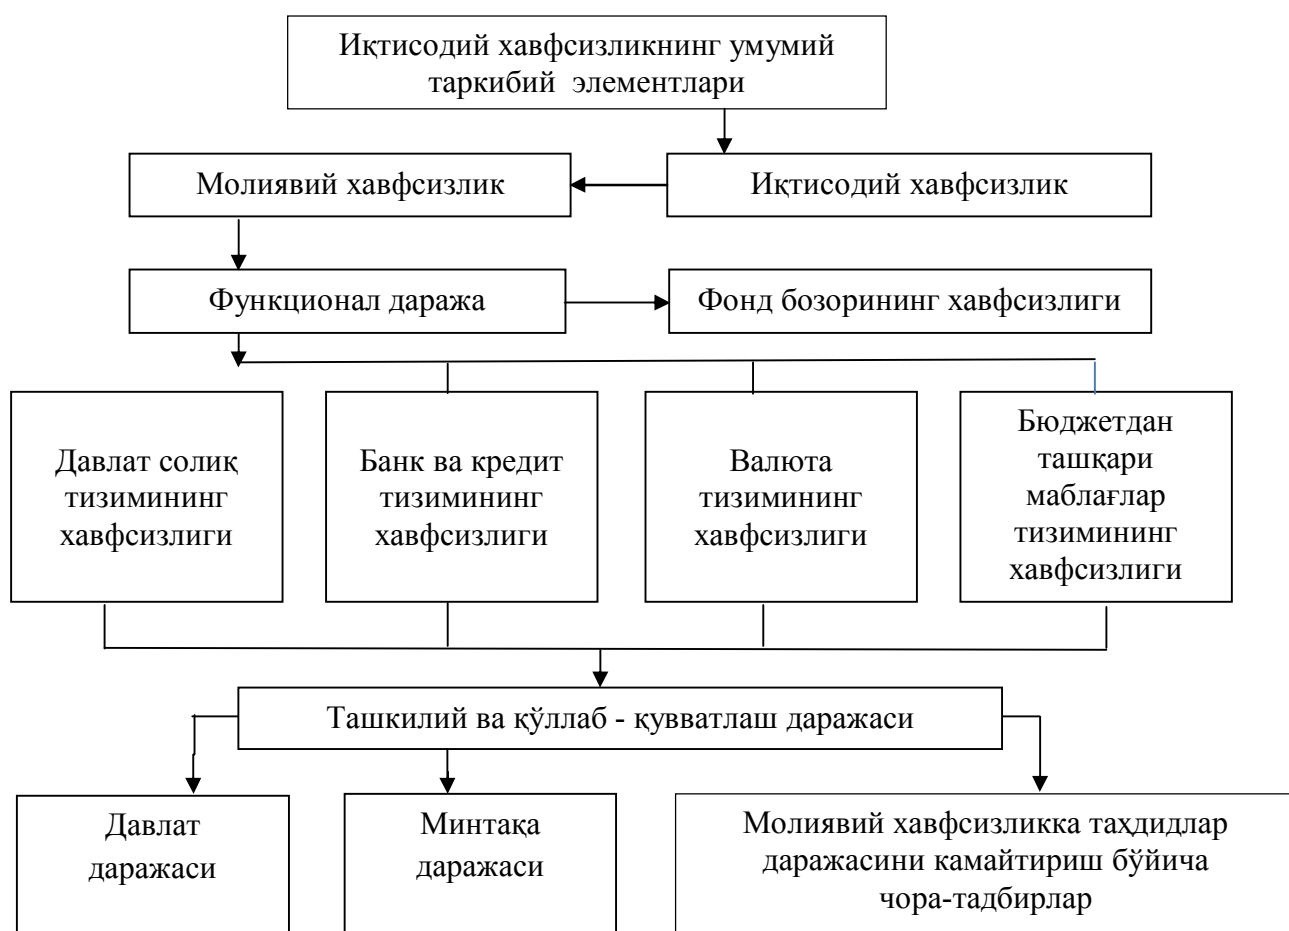 Иқтисодий хавфсизликнинг умумий
таркибий элементлари
Молиявий хавфсизлик
Иқтисодий хавфсизлик
Функционал даража
Фонд бозорининг хавфсизлиги
Давлат солиқ
тизимининг
хавфсизлиги
Банк ва кредит
тизимининг
хавфсизлиги
Валюта
тизимининг
хавфсизлиги
Бюджетдан
ташқари
маблағлар
тизимининг
хавфсизлиги
Ташкилий ва қўллаб - қувватлаш даражаси
Давлат
даражаси
Минтақа
даражаси
Молиявий хавфсизликка таҳдидлар
даражасини камайтириш бўйича
чора-тадбирлар